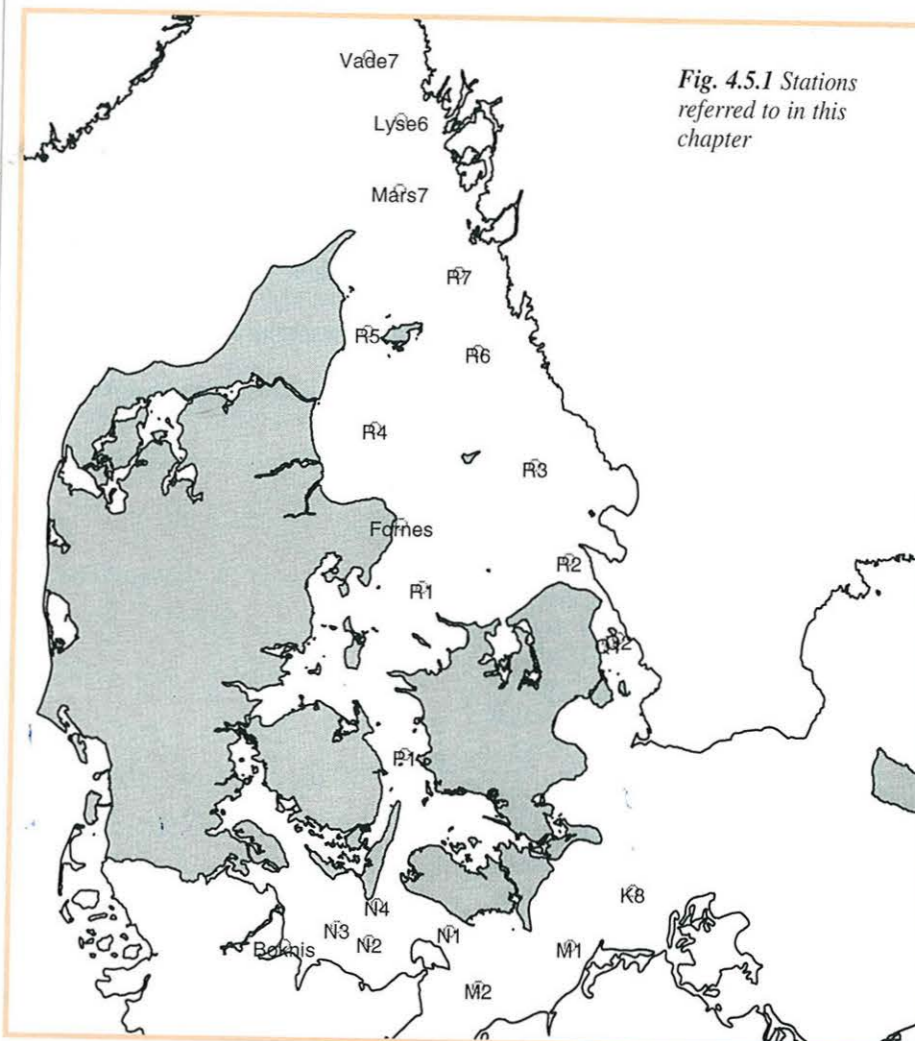 Vade7
Fig. 4.5.1 Stations
referred to in this
chapter
Lyse6
Mars7
R7
R5
R6
R4
R3
Fornes
R2
R1
P1
K8
N4
N3
N2
N1
Boknis
M1
M2